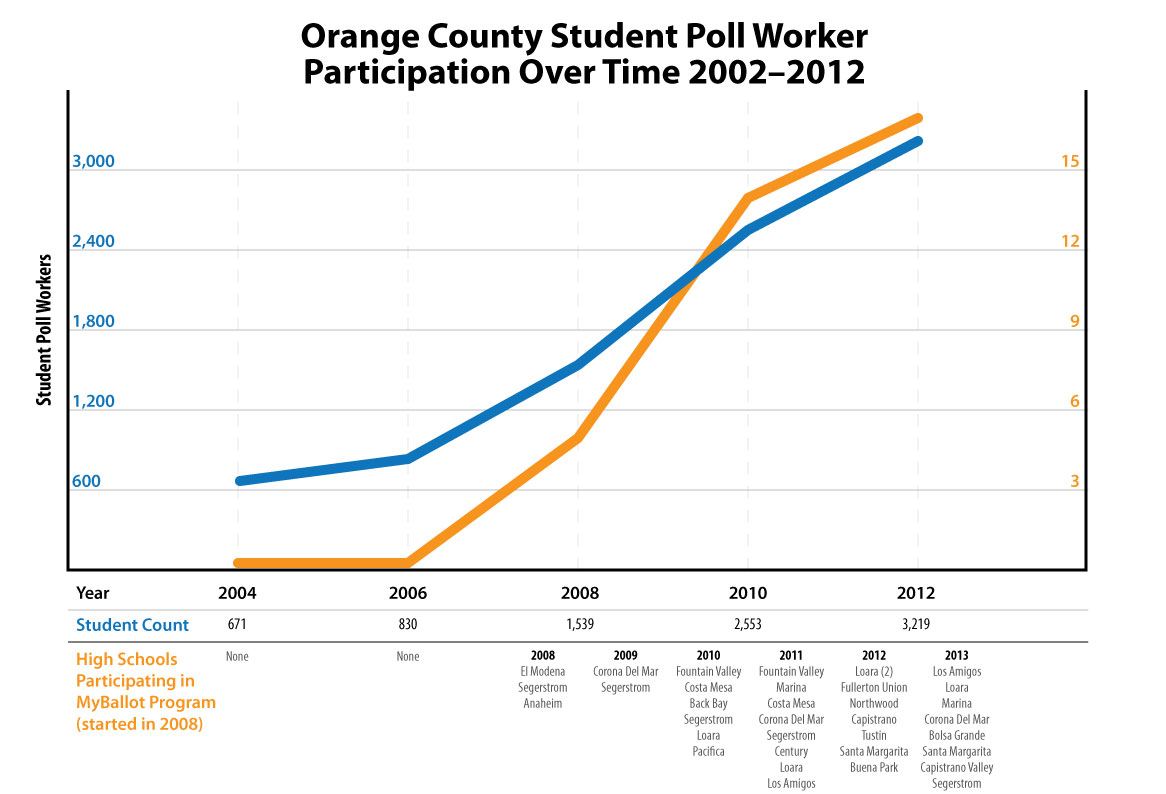 Orange County Student Poll Worker
Participation Over Time 2002–2012
Student Poll Workers
3,000
2,400
1,800
1,200
600
15
12
9
6
3
Year 2004 2006 2008 2010 2012
Student Count 671 830 1,539 2,553 3,219
High Schools
Participating in
MyBallot Program
(started in 2008)
None
None
2008
El Modena
Segerstrom
Anaheim
2009
Corona Del Mar
Segerstrom
2010
Fountain Valley
Costa Mesa
Back Bay
Segerstrom
Loara
Pacifica
2011
Fountain Valley
Marina
Costa Mesa
Corona Del Mar
Segerstrom
Century
Loara
Los Amigos
2012
Loara (2)
Fullerton Union
Northwood
Capistrano
Tustin
Santa Margarita
Buena Park
2013
Los Amigos
Loara
Marina
Corona Del Mar
Bolsa Grande
Santa Margarita
Capistrano Valley
Segerstrom